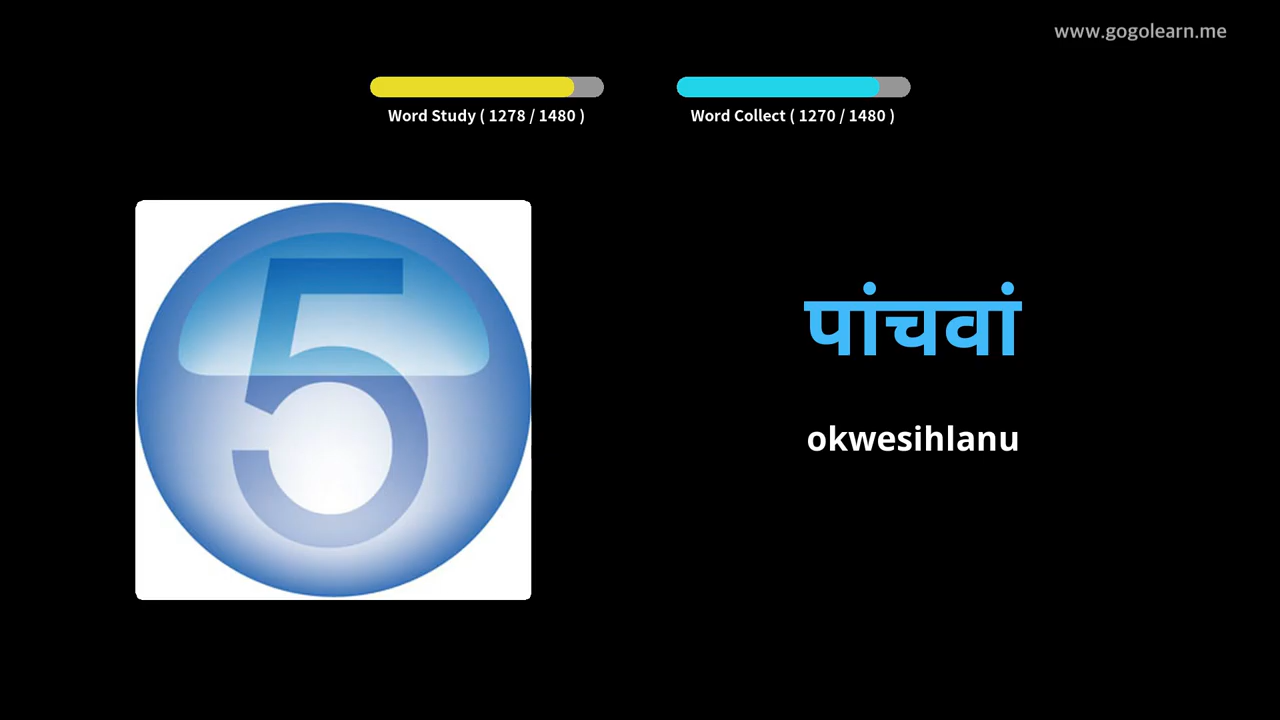 www.gogolearn.me
Word Study ( 1278 / 1480 )
Word Collect ( 1270 / 1480 )
5
पांचवां
okwesihlanu